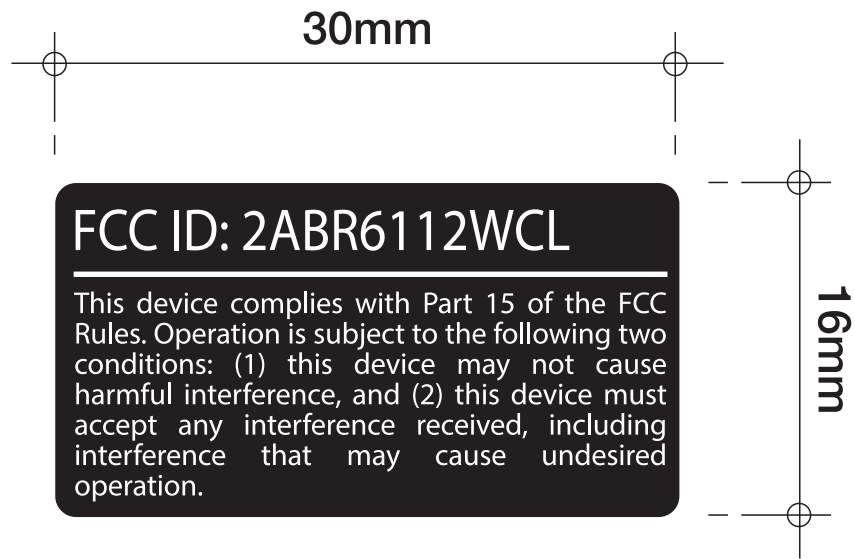 30mm
FCC ID: 2ABR6112WCL
This device complies with Part 15 of the FCC
Rules. Operation is subject to the following two
conditions: (1) this device may not cause
harmful interference, and (2) this device must
accept any interference received, including
interference that may cause undesired
operation.
16mm